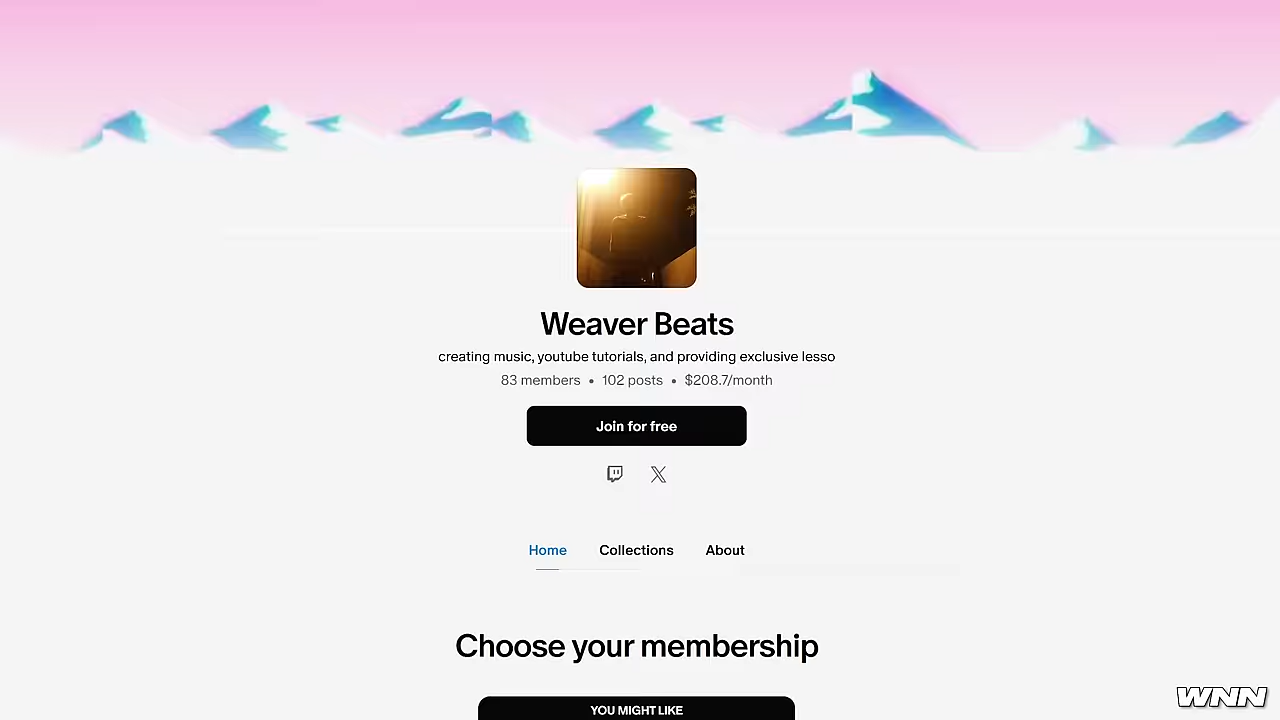 Weaver Beats
creating music, youtube tutorials, and providing exclusive lesso
83 members • 102 posts • $208.7/month
Join for free
Home Collections About
Choose your membership
YOU MIGHT LIKE
WNN